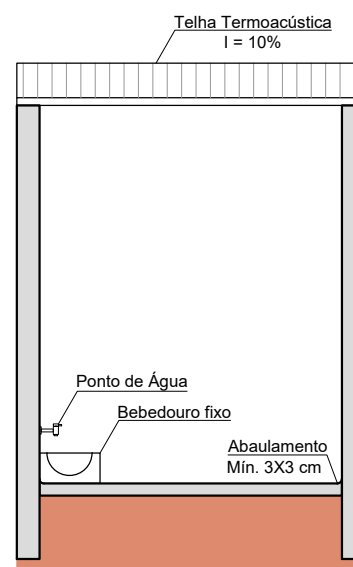 Telha Termoacústica
I = 10%
Ponto de Água
Bebedouro fixo
Abaulamento
Mín. 3X3 cm